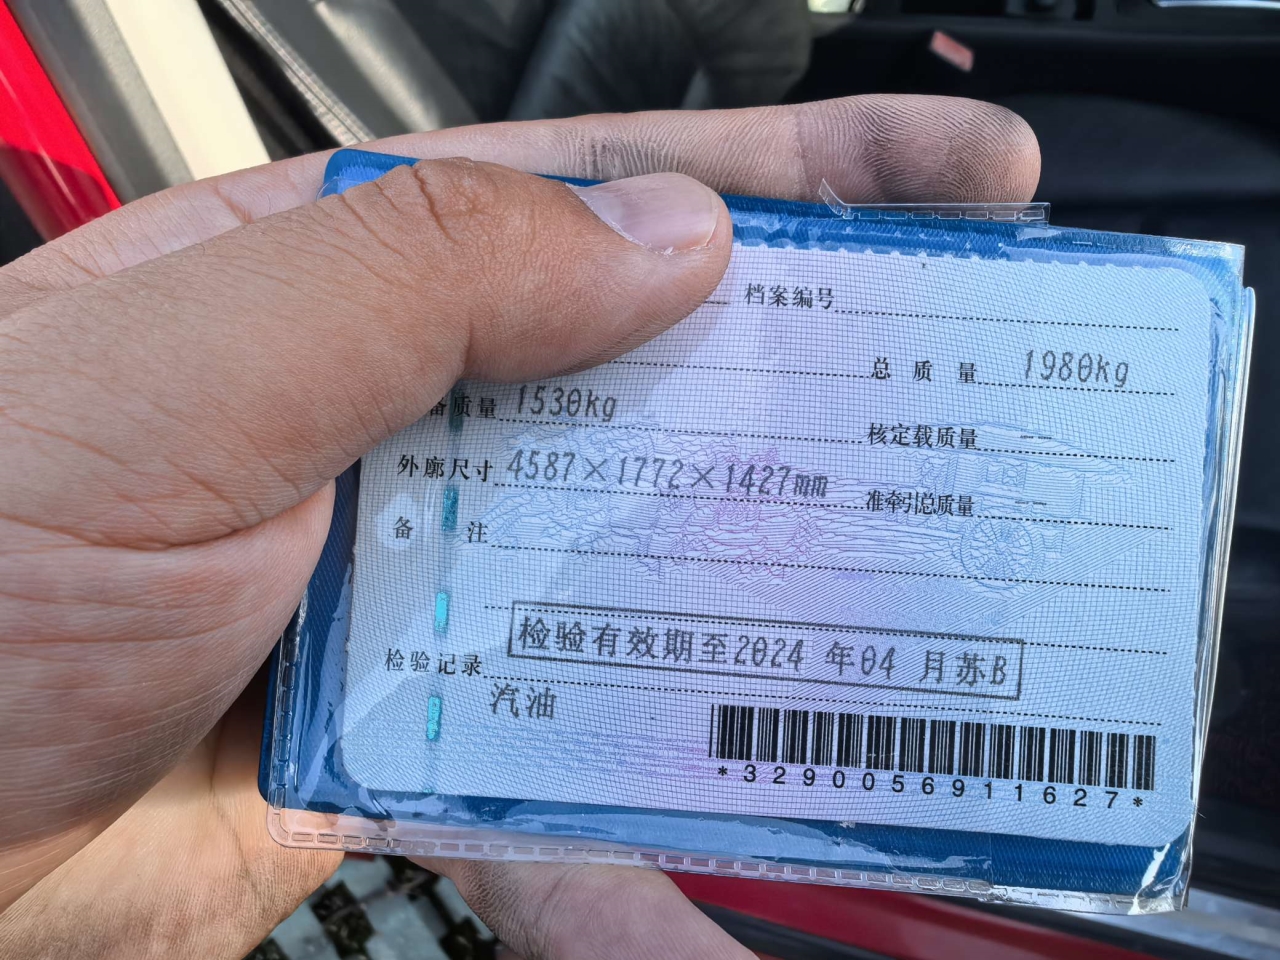 档案编号
总质量 1980kg
备质量 1530kg
核定载质量 --
外廓尺寸 4587×1772×1427mm
准牵引总质量 --
备注
检验记录 检验有效期至2024 年04 月苏B
汽油
*3290056911627*